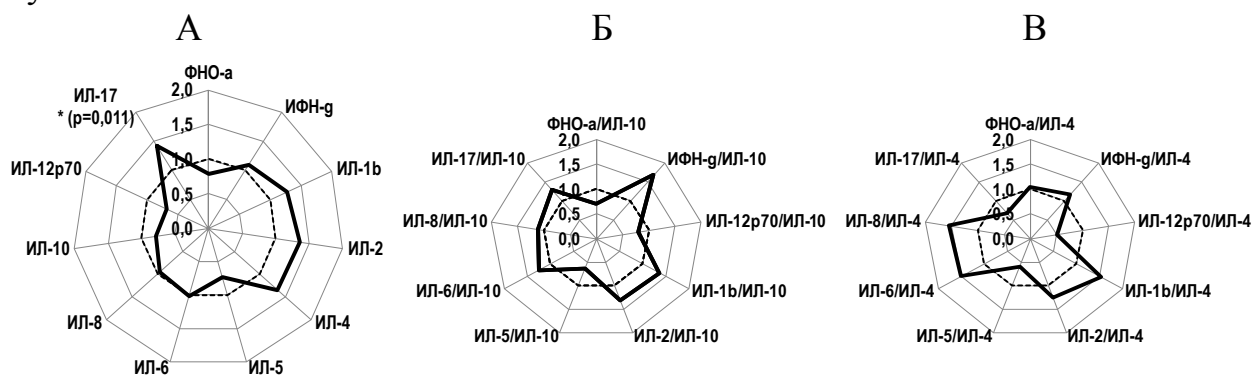 А Б В
ФНО-a
2,0
1,5
1,0
0,5
0,0
ИФН-g
ИЛ-1b
ИЛ-2
ИЛ-4
ИЛ-5
ИЛ-6
ИЛ-8
ИЛ-10
ИЛ-12p70
ИЛ-17
* (p=0,011)
ФНО-a/ИЛ-10
2,0
1,5
1,0
0,5
0,0
ИФН-g/ИЛ-10
ИЛ-12p70/ИЛ-10
ИЛ-1b/ИЛ-10
ИЛ-2/ИЛ-10
ИЛ-5/ИЛ-10
ИЛ-6/ИЛ-10
ИЛ-8/ИЛ-10
ИЛ-17/ИЛ-10
ФНО-a/ИЛ-4
2,0
1,5
1,0
0,5
0,0
ИФН-g/ИЛ-4
ИЛ-12p70/ИЛ-4
ИЛ-1b/ИЛ-4
ИЛ-2/ИЛ-4
ИЛ-5/ИЛ-4
ИЛ-6/ИЛ-4
ИЛ-8/ИЛ-4
ИЛ-17/ИЛ-4